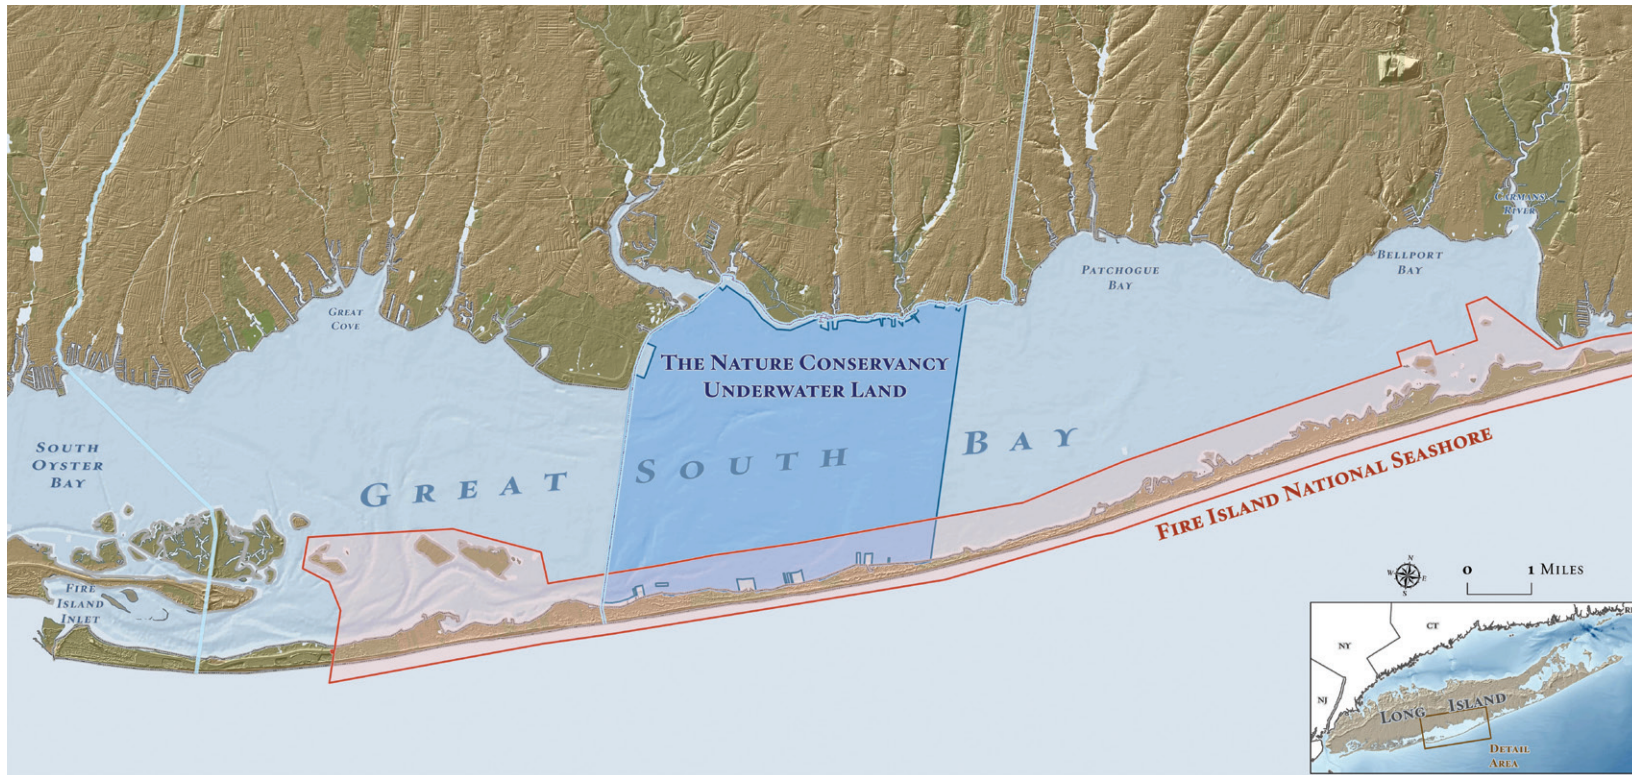 Great
Cove
Patchogue
Bay
Bellport
Bay
Carmans
River
The Nature Conservancy
Underwater Land
South
Oyster
Bay
Great South Bay
Fire Island National Seashore
Fire
Island
Inlet
N
W
E
S
0 1 Miles
NY
CT
RI
NJ
Long Island
Detail
Area